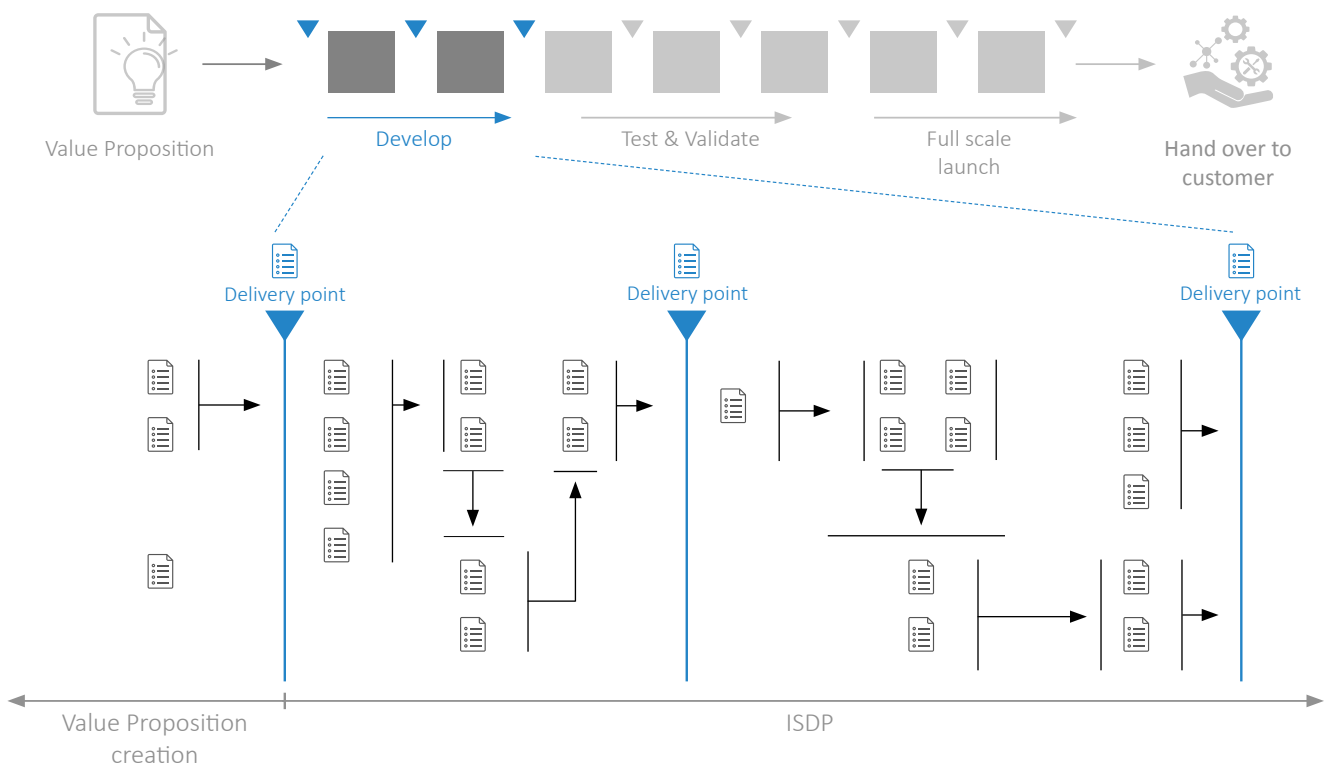 Value Proposition
Develop
Test & Validate
Full scale
launch
Hand over to
customer
Delivery point
Delivery point
Delivery point
Value Proposition
creation
ISDP